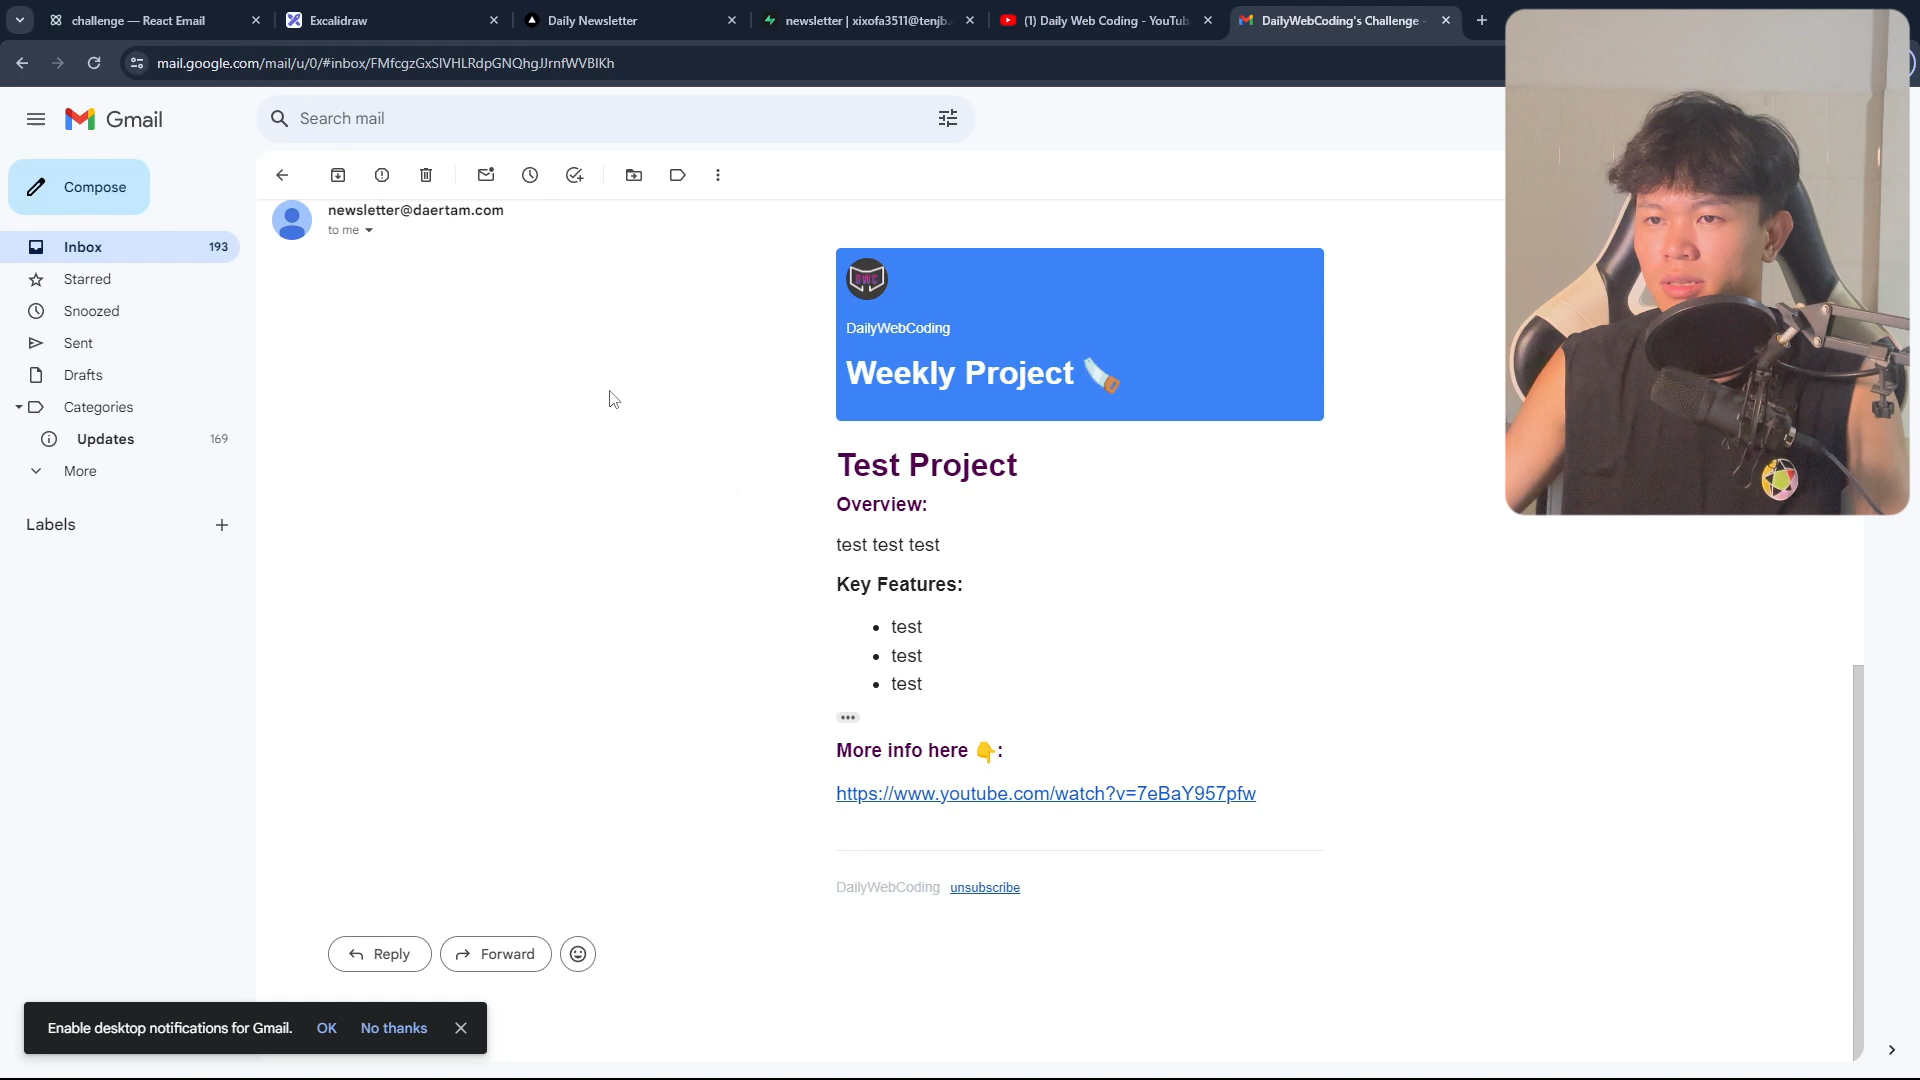 challenge — React Email
Excalidraw
Daily Newsletter
newsletter | xixofa3511@tenjb.
(1) Daily Web Coding - YouTub
DailyWebCoding's Challenge -
mail.google.com/mail/u/0/#inbox/FMfcgzGxSlVHLRdpGNQhgJJrnfWVBlKh
Gmail
Search mail
Compose
Inbox 193
Starred
Snoozed
Sent
Drafts
Categories
Updates 169
More
Labels
newsletter@daertam.com
to me
DWC
DailyWebCoding
Weekly Project 🪚
Test Project
Overview:
test test test
Key Features:
• test
• test
• test
More info here 👇:
https://www.youtube.com/watch?v=7eBaY957pfw
DailyWebCoding unsubscribe
Reply
Forward
Enable desktop notifications for Gmail. OK No thanks